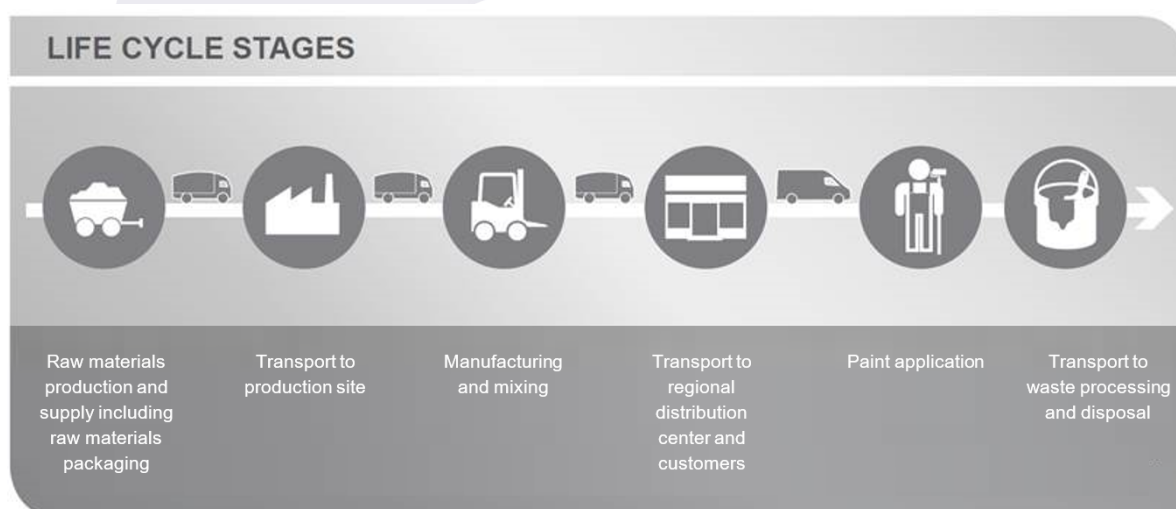 LIFE CYCLE STAGES
Raw materials
production and
supply including
raw materials
packaging
Transport to
production site
Manufacturing
and mixing
Transport to
regional
distribution
center and
customers
Paint application
Transport to
waste processing
and disposal